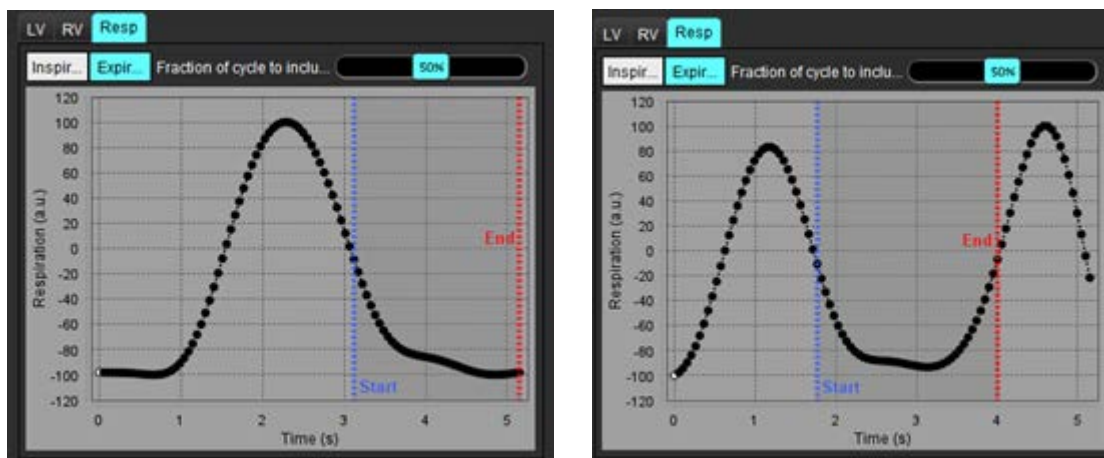 LV RV Resp
Inspir... Expir... Fraction of cycle to inclu... 50%
120
100
80
60
40
20
0
-20
-40
-60
-80
-100
-120
Respiration (a.u.)
End
Start
0 1 2 3 4 5
Time (s)
LV RV Resp
Inspir... Expir... Fraction of cycle to inclu... 50%
120
100
80
60
40
20
0
-20
-40
-60
-80
-100
-120
Respiration (a.u.)
End
Start
0 1 2 3 4 5
Time (s)